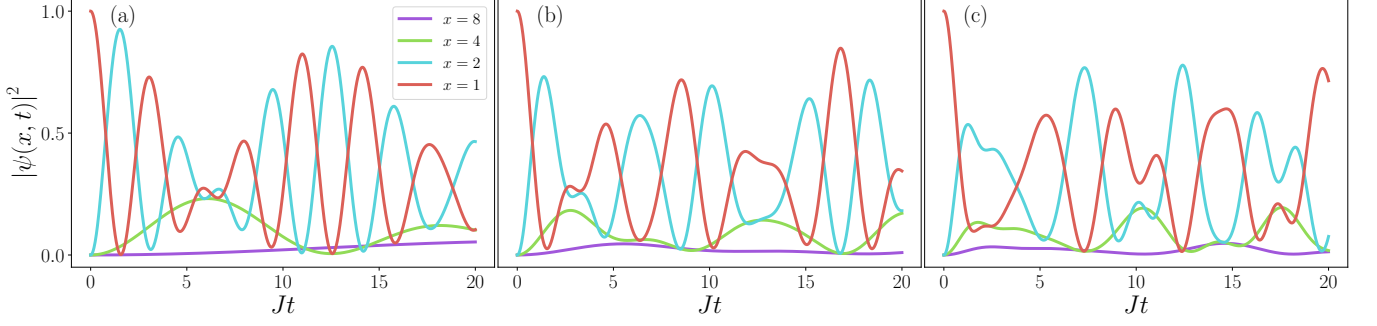 (a)
x = 8
x = 4
x = 2
x = 1
(b)
(c)
|ψ(x, t)|²
1.0
0.5
0.0
0 5 10 15 20
0 5 10 15 20
0 5 10 15 20
Jt
Jt
Jt